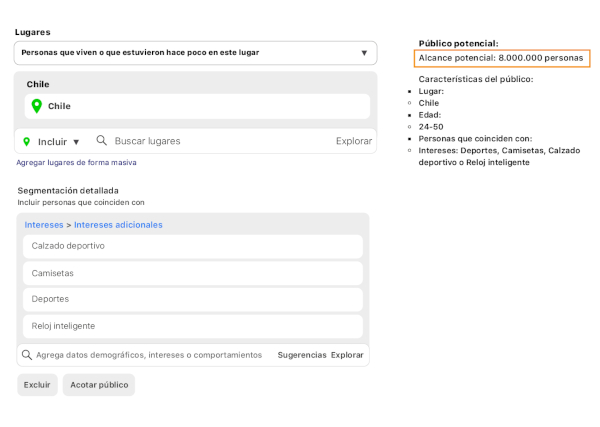 Lugares
Personas que viven o que estuvieron hace poco en este lugar
Chile
Chile
Incluir
Buscar lugares
Explorar
Agregar lugares de forma masiva
Segmentación detallada
Incluir personas que coinciden con
Intereses > Intereses adicionales
Calzado deportivo
Camisetas
Deportes
Reloj inteligente
Agrega datos demográficos, intereses o comportamientos
Sugerencias Explorar
Excluir
Acotar público
Público potencial:
Alcance potencial: 8.000.000 personas
Características del público:
Lugar:
Chile
Edad:
24-50
Personas que coinciden con:
Intereses: Deportes, Camisetas, Calzado
deportivo o Reloj inteligente